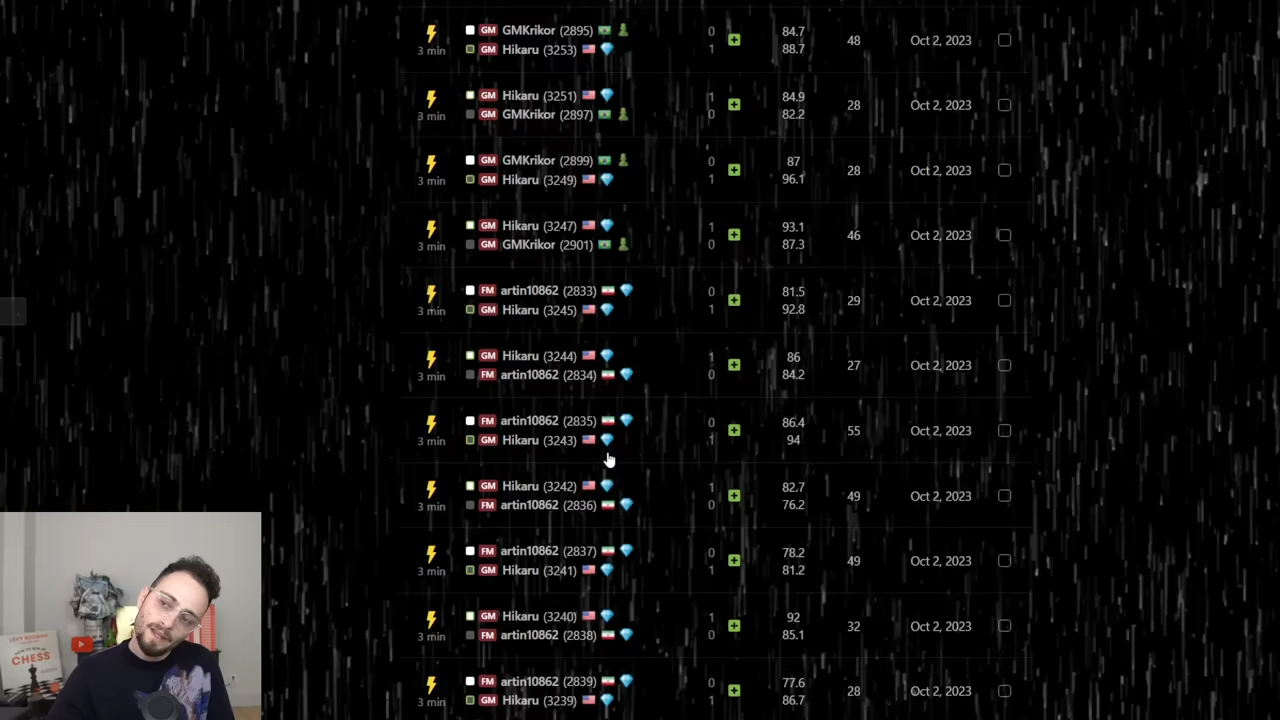 GM GMKrikor (2895) 0 84.7
3 min GM Hikaru (3253) 1 88.7 48 Oct 2, 2023
GM Hikaru (3251) 1 84.9
3 min GM GMKrikor (2897) 0 82.2 28 Oct 2, 2023
GM GMKrikor (2899) 0 87
3 min GM Hikaru (3249) 1 96.1 28 Oct 2, 2023
GM Hikaru (3247) 1 93.1
3 min GM GMKrikor (2901) 0 87.3 46 Oct 2, 2023
FM artin10862 (2833) 0 81.5
3 min GM Hikaru (3245) 1 92.8 29 Oct 2, 2023
GM Hikaru (3244) 1 86
3 min FM artin10862 (2834) 0 84.2 27 Oct 2, 2023
FM artin10862 (2835) 0 86.4
3 min GM Hikaru (3243) 1 94 55 Oct 2, 2023
GM Hikaru (3242) 1 82.7
3 min FM artin10862 (2836) 0 76.2 49 Oct 2, 2023
FM artin10862 (2837) 0 78.2
3 min GM Hikaru (3241) 1 81.2 49 Oct 2, 2023
GM Hikaru (3240) 1 92
3 min FM artin10862 (2838) 0 85.1 32 Oct 2, 2023
FM artin10862 (2839) 0 77.6
3 min GM Hikaru (3239) 1 86.7 28 Oct 2, 2023
LEVY ROZMAN
HOW TO WIN AT
CHESS